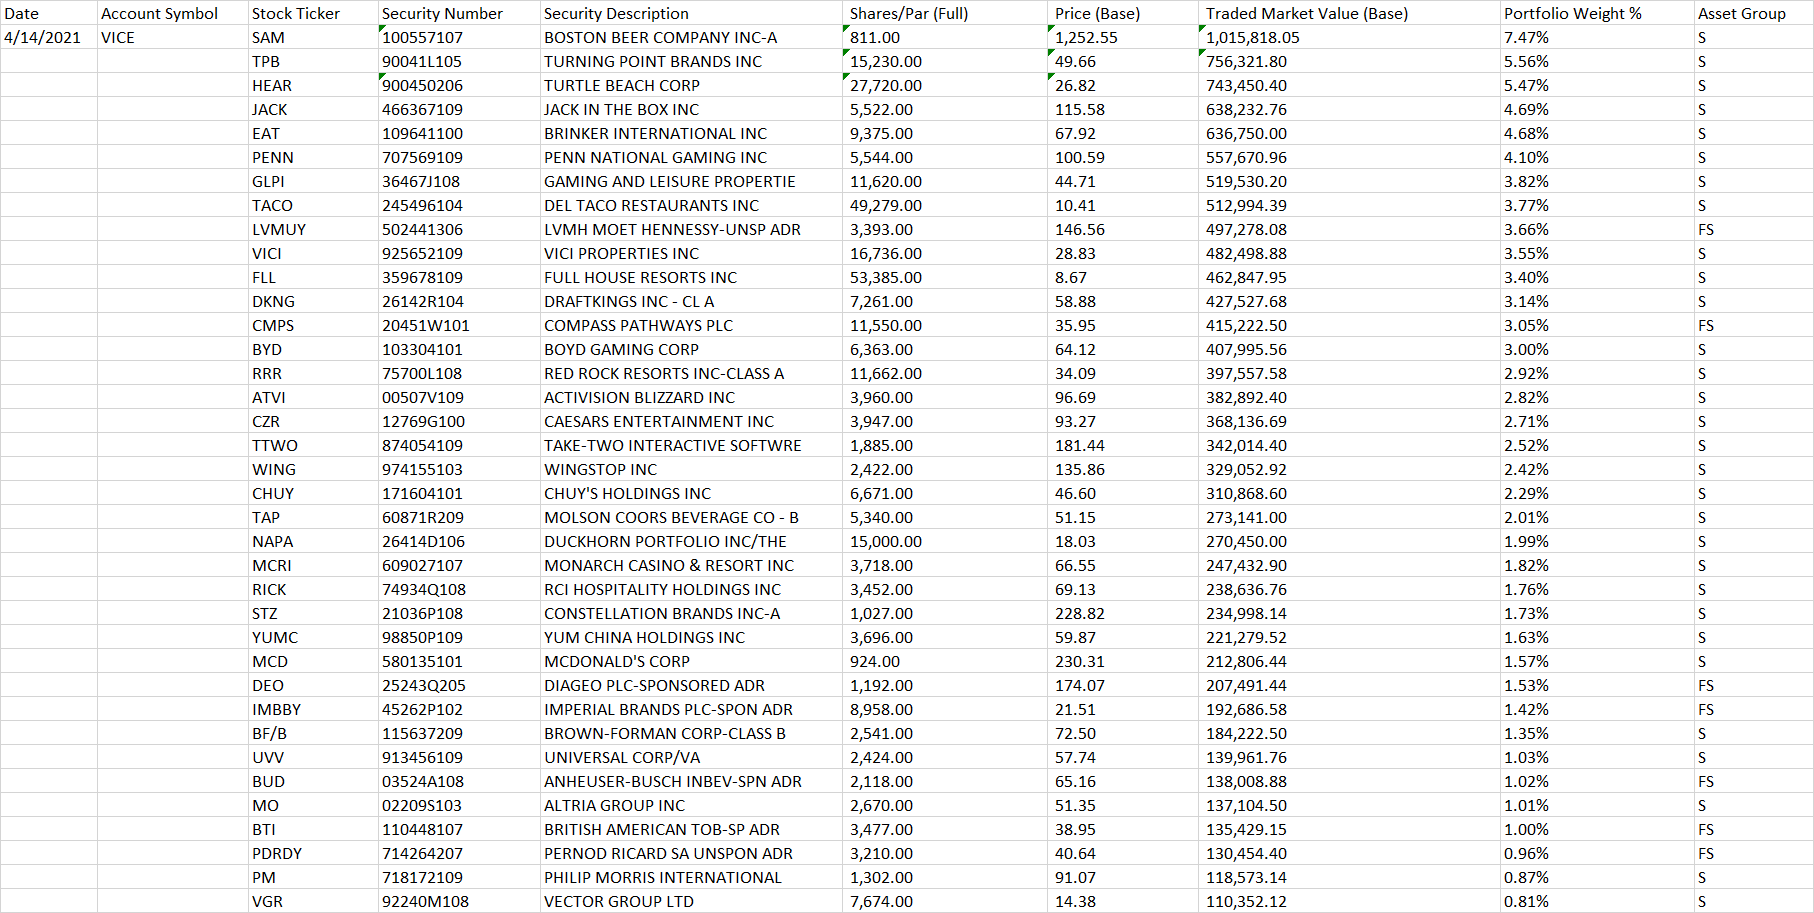 Date Account Symbol Stock Ticker Security Number Security Description Shares/Par (Full) Price (Base) Traded Market Value (Base) Portfolio Weight % Asset Group
4/14/2021 VICE SAM 100557107 BOSTON BEER COMPANY INC-A 811.00 1,252.55 1,015,818.05 7.47% S
TPB 90041L105 TURNING POINT BRANDS INC 15,230.00 49.66 756,321.80 5.56% S
HEAR 900450206 TURTLE BEACH CORP 27,720.00 26.82 743,450.40 5.47% S
JACK 466367109 JACK IN THE BOX INC 5,522.00 115.58 638,232.76 4.69% S
EAT 109641100 BRINKER INTERNATIONAL INC 9,375.00 67.92 636,750.00 4.68% S
PENN 707569109 PENN NATIONAL GAMING INC 5,544.00 100.59 557,670.96 4.10% S
GLPI 36467J108 GAMING AND LEISURE PROPERTIE 11,620.00 44.71 519,530.20 3.82% S
TACO 245496104 DEL TACO RESTAURANTS INC 49,279.00 10.41 512,994.39 3.77% S
LVMUY 502441306 LVMH MOET HENNESSY-UNSP ADR 3,393.00 146.56 497,278.08 3.66% FS
VICI 925652109 VICI PROPERTIES INC 16,736.00 28.83 482,498.88 3.55% S
FLL 359678109 FULL HOUSE RESORTS INC 53,385.00 8.67 462,847.95 3.40% S
DKNG 26142R104 DRAFTKINGS INC - CL A 7,261.00 58.88 427,527.68 3.14% S
CMPS 20451W101 COMPASS PATHWAYS PLC 11,550.00 35.95 415,222.50 3.05% FS
BYD 103304101 BOYD GAMING CORP 6,363.00 64.12 407,995.56 3.00% S
RRR 75700L108 RED ROCK RESORTS INC-CLASS A 11,662.00 34.09 397,557.58 2.92% S
ATVI 00507V109 ACTIVISION BLIZZARD INC 3,960.00 96.69 382,892.40 2.82% S
CZR 12769G100 CAESARS ENTERTAINMENT INC 3,947.00 93.27 368,136.69 2.71% S
TTWO 874054109 TAKE-TWO INTERACTIVE SOFTWRE 1,885.00 181.44 342,014.40 2.52% S
WING 974155103 WINGSTOP INC 2,422.00 135.86 329,052.92 2.42% S
CHUY 171604101 CHUY'S HOLDINGS INC 6,671.00 46.60 310,868.60 2.29% S
TAP 60871R209 MOLSON COORS BEVERAGE CO - B 5,340.00 51.15 273,141.00 2.01% S
NAPA 26414D106 DUCKHORN PORTFOLIO INC/THE 15,000.00 18.03 270,450.00 1.99% S
MCRI 609027107 MONARCH CASINO & RESORT INC 3,718.00 66.55 247,432.90 1.82% S
RICK 74934Q108 RCI HOSPITALITY HOLDINGS INC 3,452.00 69.13 238,636.76 1.76% S
STZ 21036P108 CONSTELLATION BRANDS INC-A 1,027.00 228.82 234,998.14 1.73% S
YUMC 98850P109 YUM CHINA HOLDINGS INC 3,696.00 59.87 221,279.52 1.63% S
MCD 580135101 MCDONALD'S CORP 924.00 230.31 212,806.44 1.57% S
DEO 25243Q205 DIAGEO PLC-SPONSORED ADR 1,192.00 174.07 207,491.44 1.53% FS
IMBBY 45262P102 IMPERIAL BRANDS PLC-SPON ADR 8,958.00 21.51 192,686.58 1.42% FS
BF/B 115637209 BROWN-FORMAN CORP-CLASS B 2,541.00 72.50 184,222.50 1.35% S
UVV 913456109 UNIVERSAL CORP/VA 2,424.00 57.74 139,961.76 1.03% S
BUD 03524A108 ANHEUSER-BUSCH INBEV-SPN ADR 2,118.00 65.16 138,008.88 1.02% FS
MO 02209S103 ALTRIA GROUP INC 2,670.00 51.35 137,104.50 1.01% S
BTI 110448107 BRITISH AMERICAN TOB-SP ADR 3,477.00 38.95 135,429.15 1.00% FS
PDRDY 714264207 PERNOD RICARD SA UNSPON ADR 3,210.00 40.64 130,454.40 0.96% FS
PM 718172109 PHILIP MORRIS INTERNATIONAL 1,302.00 91.07 118,573.14 0.87% S
VGR 92240M108 VECTOR GROUP LTD 7,674.00 14.38 110,352.12 0.81% S